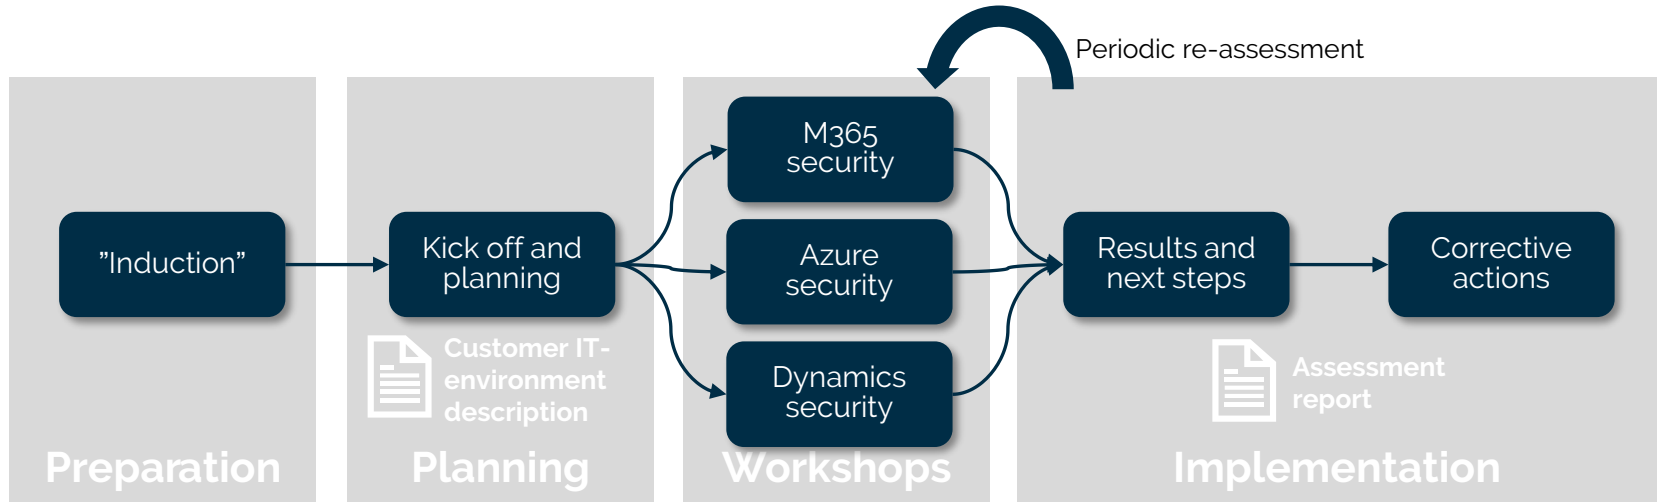 Periodic re-assessment
”Induction”
Preparation
Kick off and
planning
Customer IT-
environment
description
Planning
M365
security
Azure
security
Dynamics
security
Workshops
Results and
next steps
Corrective
actions
Assessment
report
Implementation